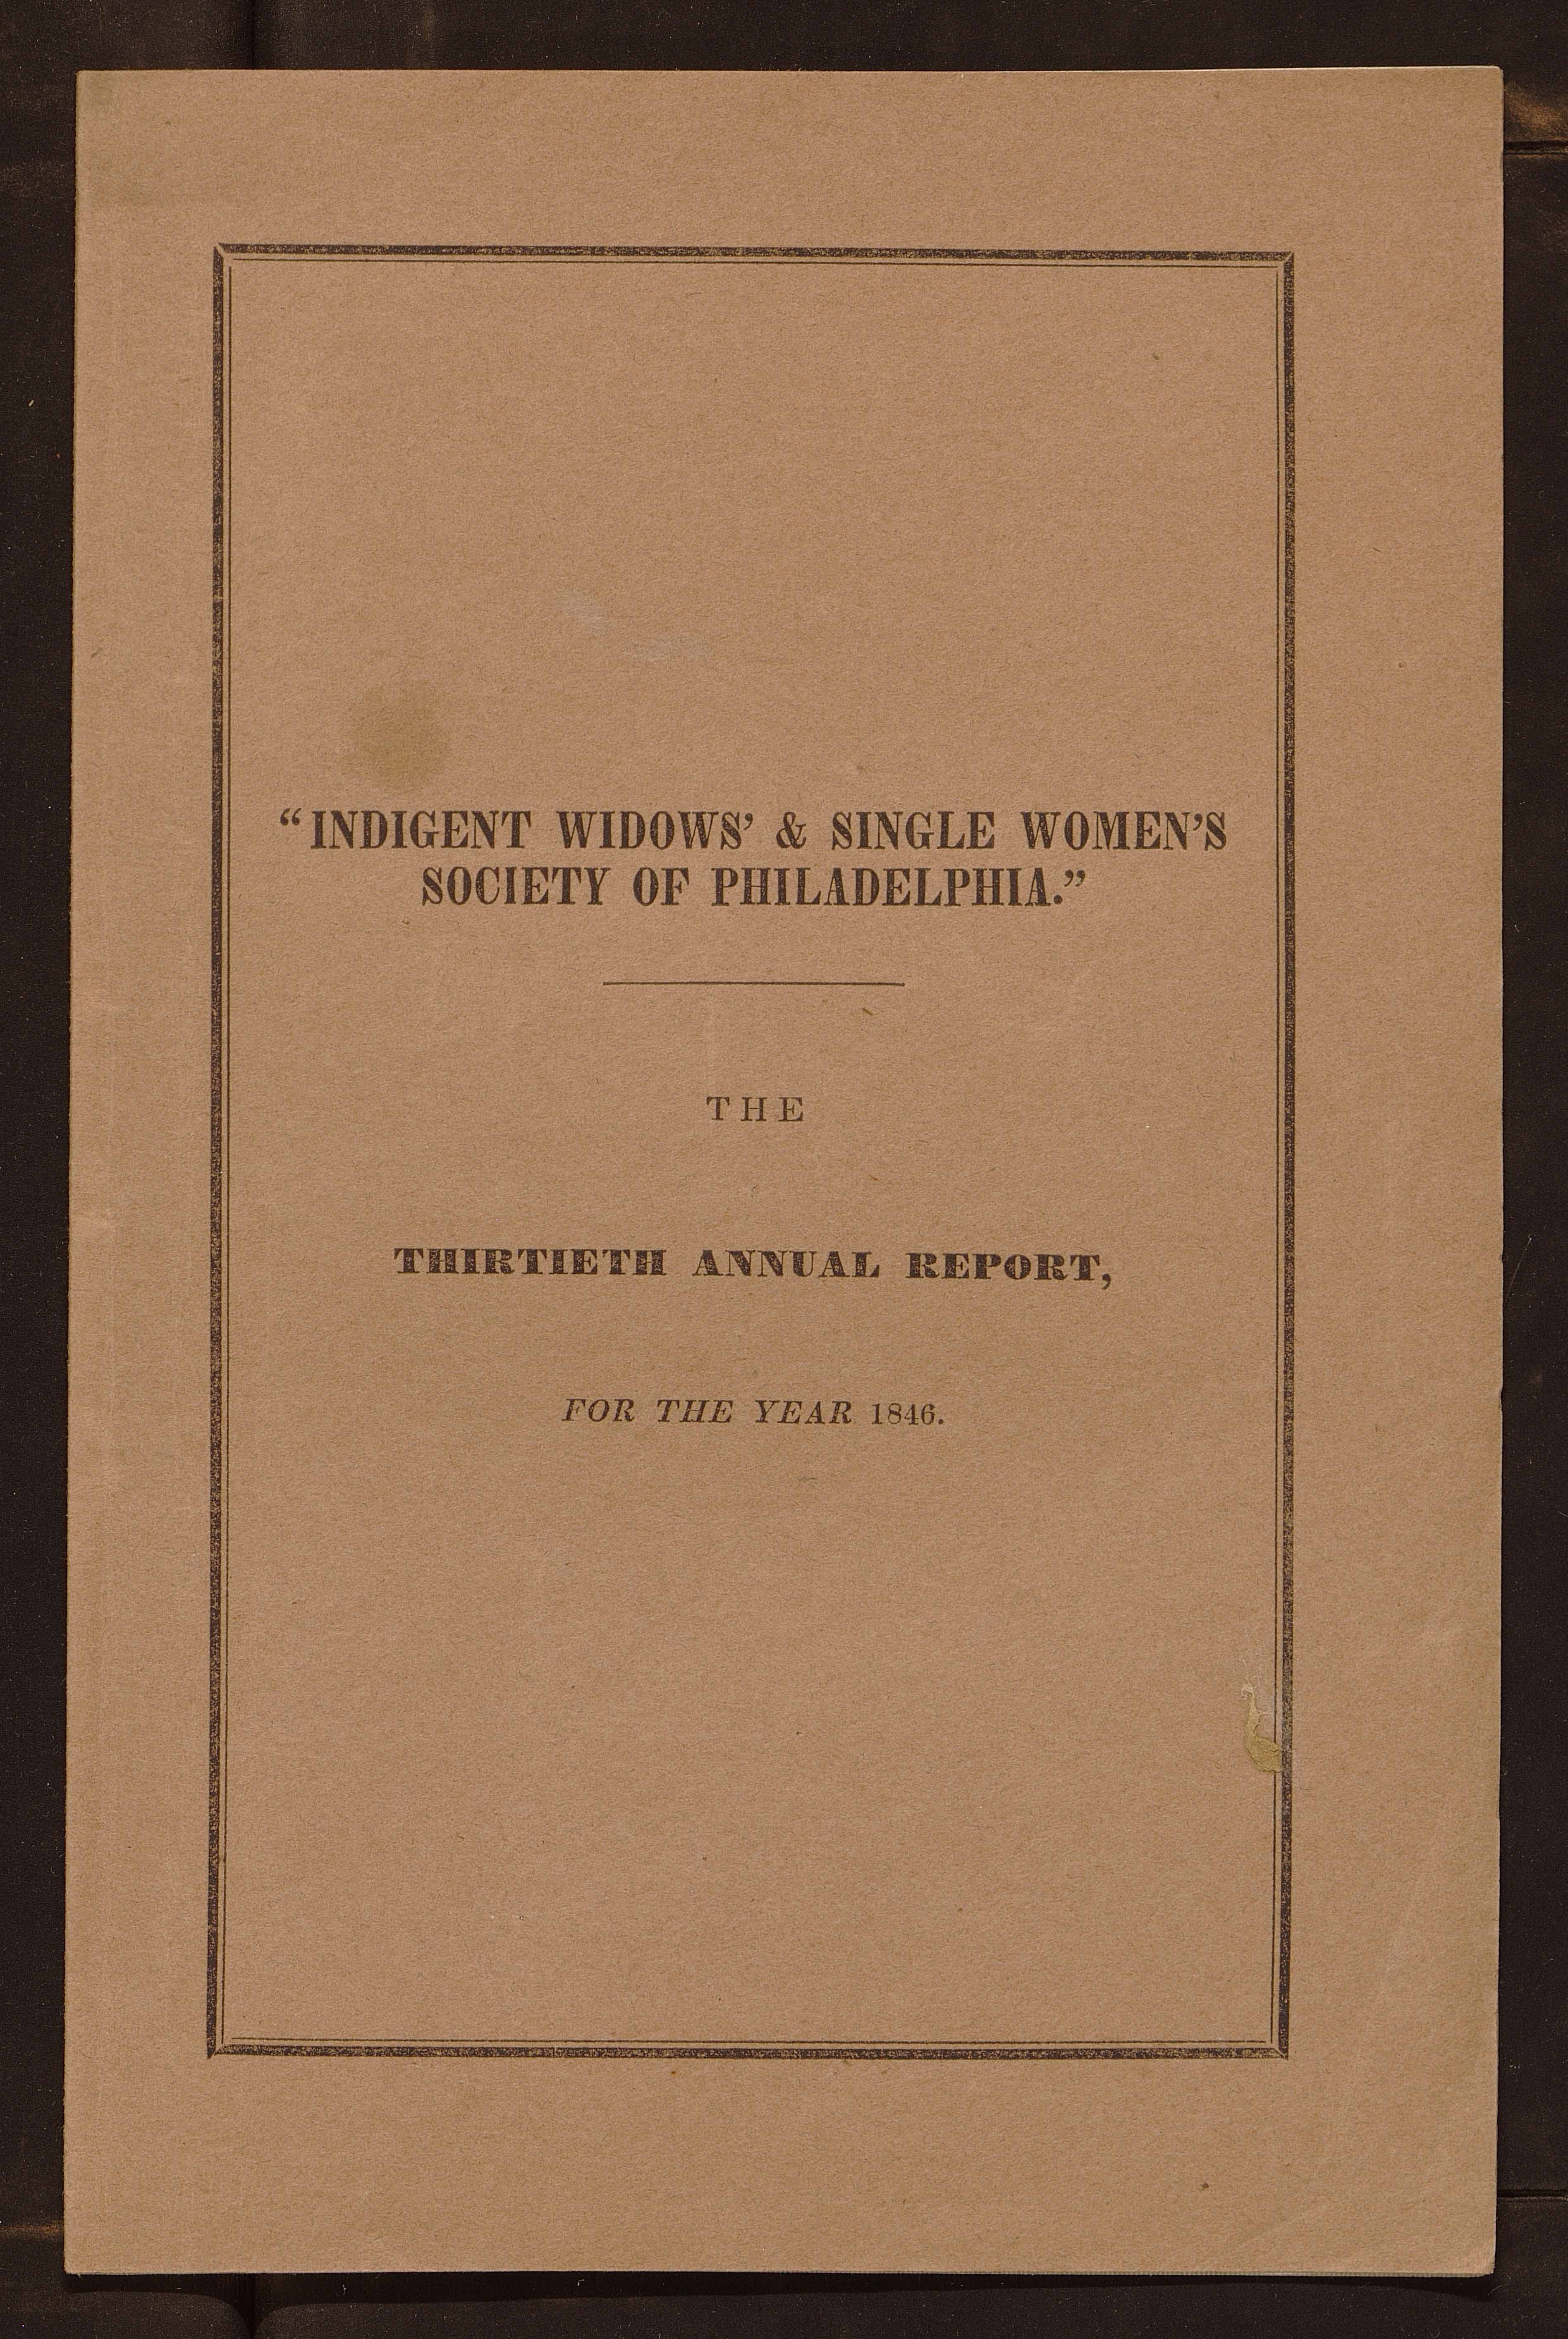 “INDIGENT WIDOWS’ & SINGLE WOMEN’S
SOCIETY OF PHILADELPHIA.”
THE
THIRTIETH ANNUAL REPORT,
FOR THE YEAR 1846.